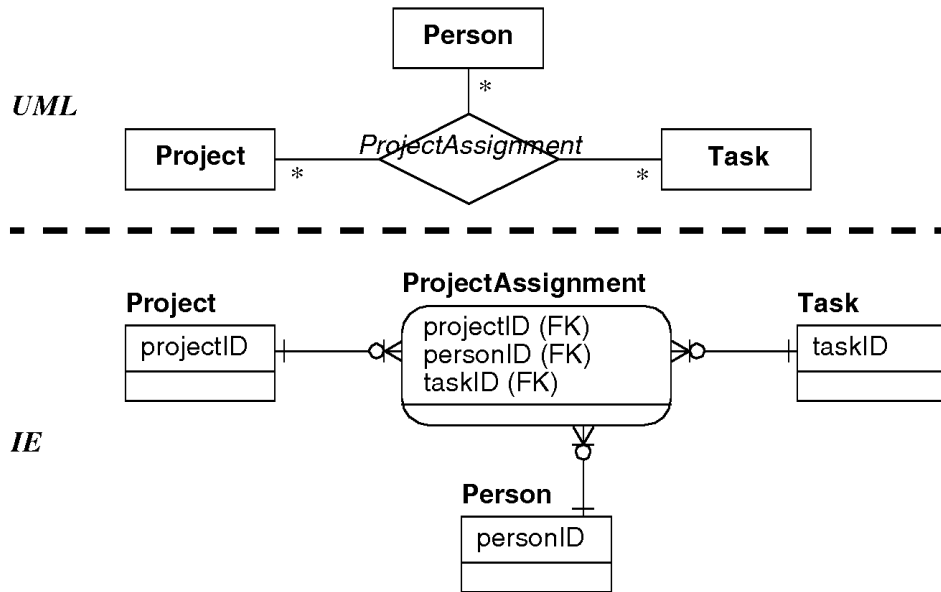 Person
*
UML
ProjectAssignment
Project
Task
*
*
ProjectAssignment
Project
Task
projectID (FK)
projectID
personID (FK)
taskID
taskID (FK)
IE
Person
personID